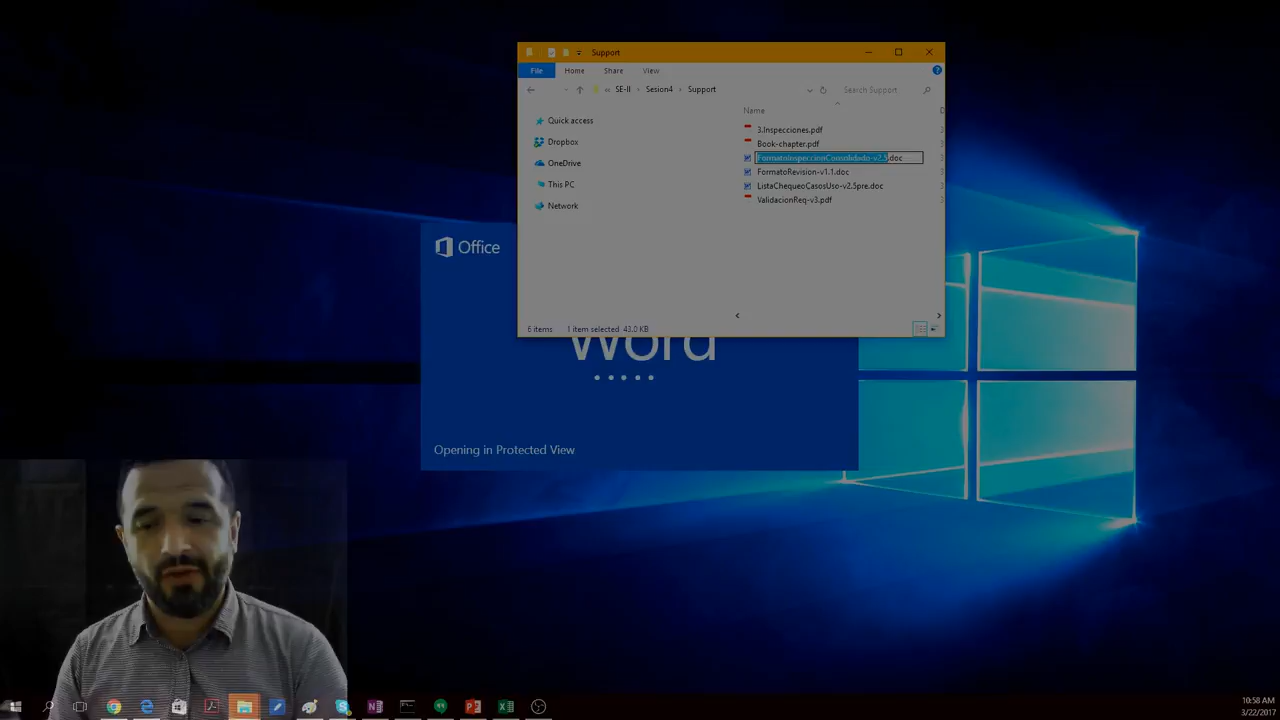 Support
File Home Share View
SE-II Sesion4 Support Search Support
Name
Quick access
Dropbox
OneDrive
This PC
Network
3.Inspecciones.pdf
Book-chapter.pdf
FormatoInspeccionConsolidado-v2.5.doc
FormatoRevision-v1.1.doc
ListaChequeoCasosUso-v2.5pre.doc
ValidacionReq-v3.pdf
6 items 1 item selected 43.0 KB
Office
Word
Opening in Protected View
10:58 AM
3/22/2017